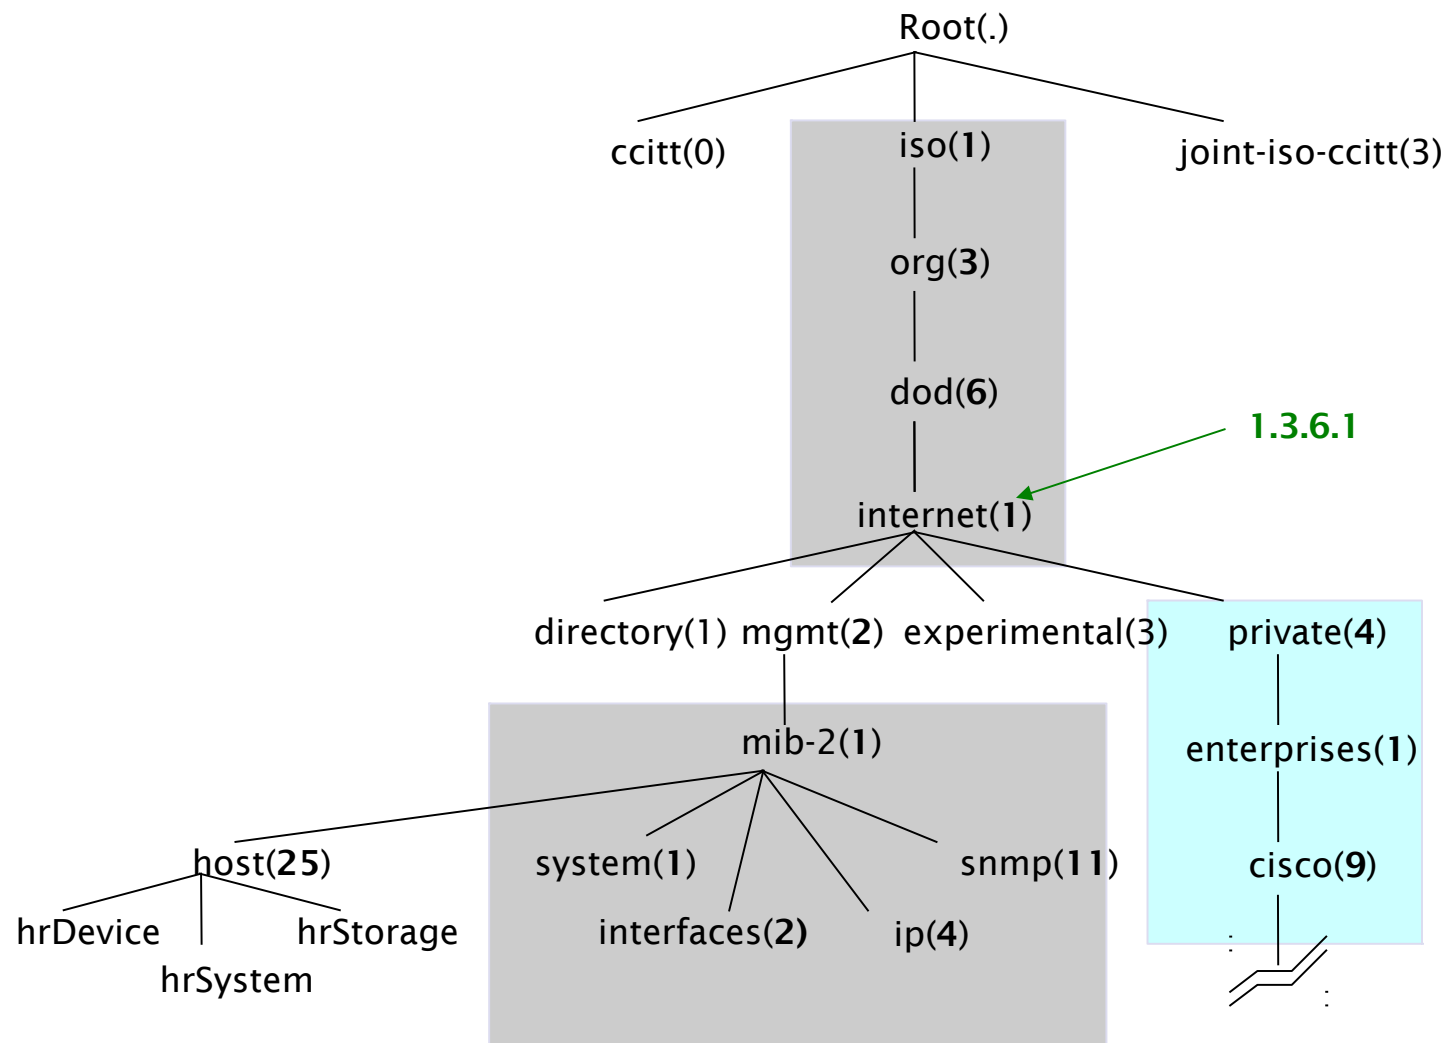 Root(.)
ccitt(0)
iso(1)
joint-iso-ccitt(3)
org(3)
dod(6)
1.3.6.1
internet(1)
directory(1)
mgmt(2)
experimental(3)
private(4)
mib-2(1)
enterprises(1)
host(25)
system(1)
snmp(11)
cisco(9)
hrDevice
hrStorage
interfaces(2)
ip(4)
:
hrSystem
: